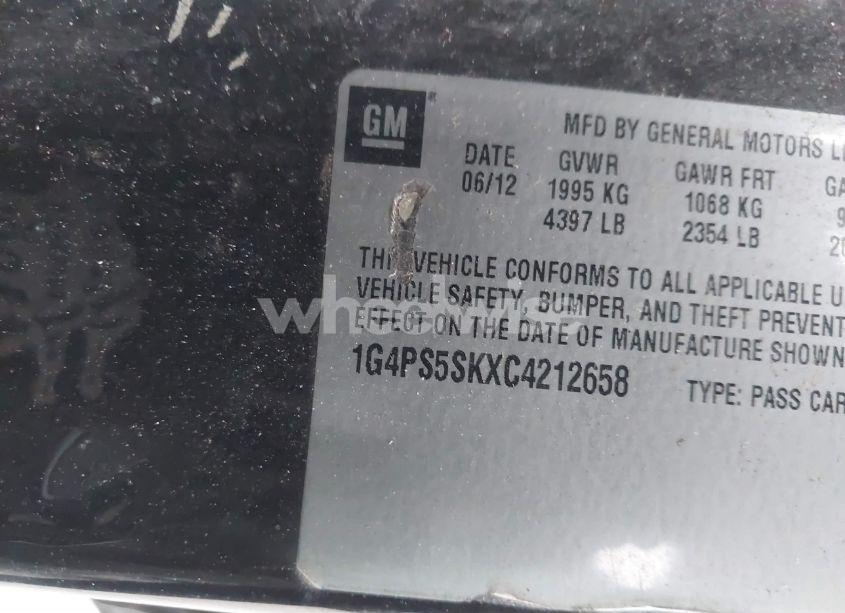 GM®
MFD BY GENERAL MOTORS
DATE GVWR GAWR FRT
06/12 1995 KG 1068 KG
4397 LB 2354 LB
THIS VEHICLE CONFORMS TO ALL APPLICABLE
VEHICLE SAFETY, BUMPER, AND THEFT
EFFECT ON THE DATE OF MANUFACTURE SHOWN
1G4PS5SKXC4212658 TYPE: PASS CAR